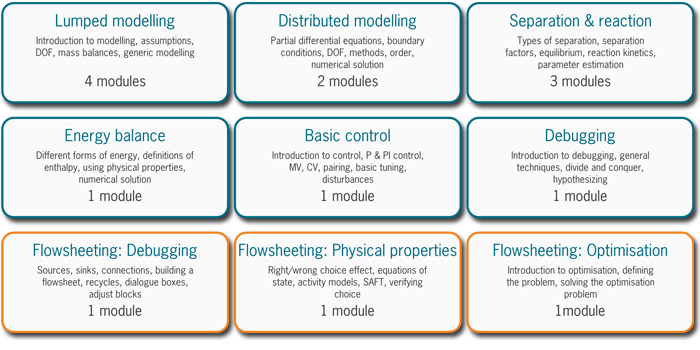 Lumped modelling
Introduction to modelling, assumptions,
DOF, mass balances, generic modelling
4 modules
Distributed modelling
Partial differential equations, boundary
conditions, DOF, methods, order,
numerical solution
2 modules
Separation & reaction
Types of separation, separation
factors, equilibrium, reaction kinetics,
parameter estimation
3 modules
Energy balance
Different forms of energy, definitions of
enthalpy, using physical properties,
numerical solution
1 module
Basic control
Introduction to control, P & PI control,
MV, CV, pairing, basic tuning,
disturbances
1 module
Debugging
Introduction to debugging, general
techniques, divide and conquer,
hypothesizing
1 module
Flowsheeting: Debugging
Sources, sinks, connections, building a
flowsheet, recycles, dialogue boxes,
adjust blocks
1 module
Flowsheeting: Physical properties
Right/wrong choice effect, equations of
state, activity models, SAFT, verifying
choice
1 module
Flowsheeting: Optimisation
Introduction to optimisation, defining
the problem, solving the optimisation
problem
1module